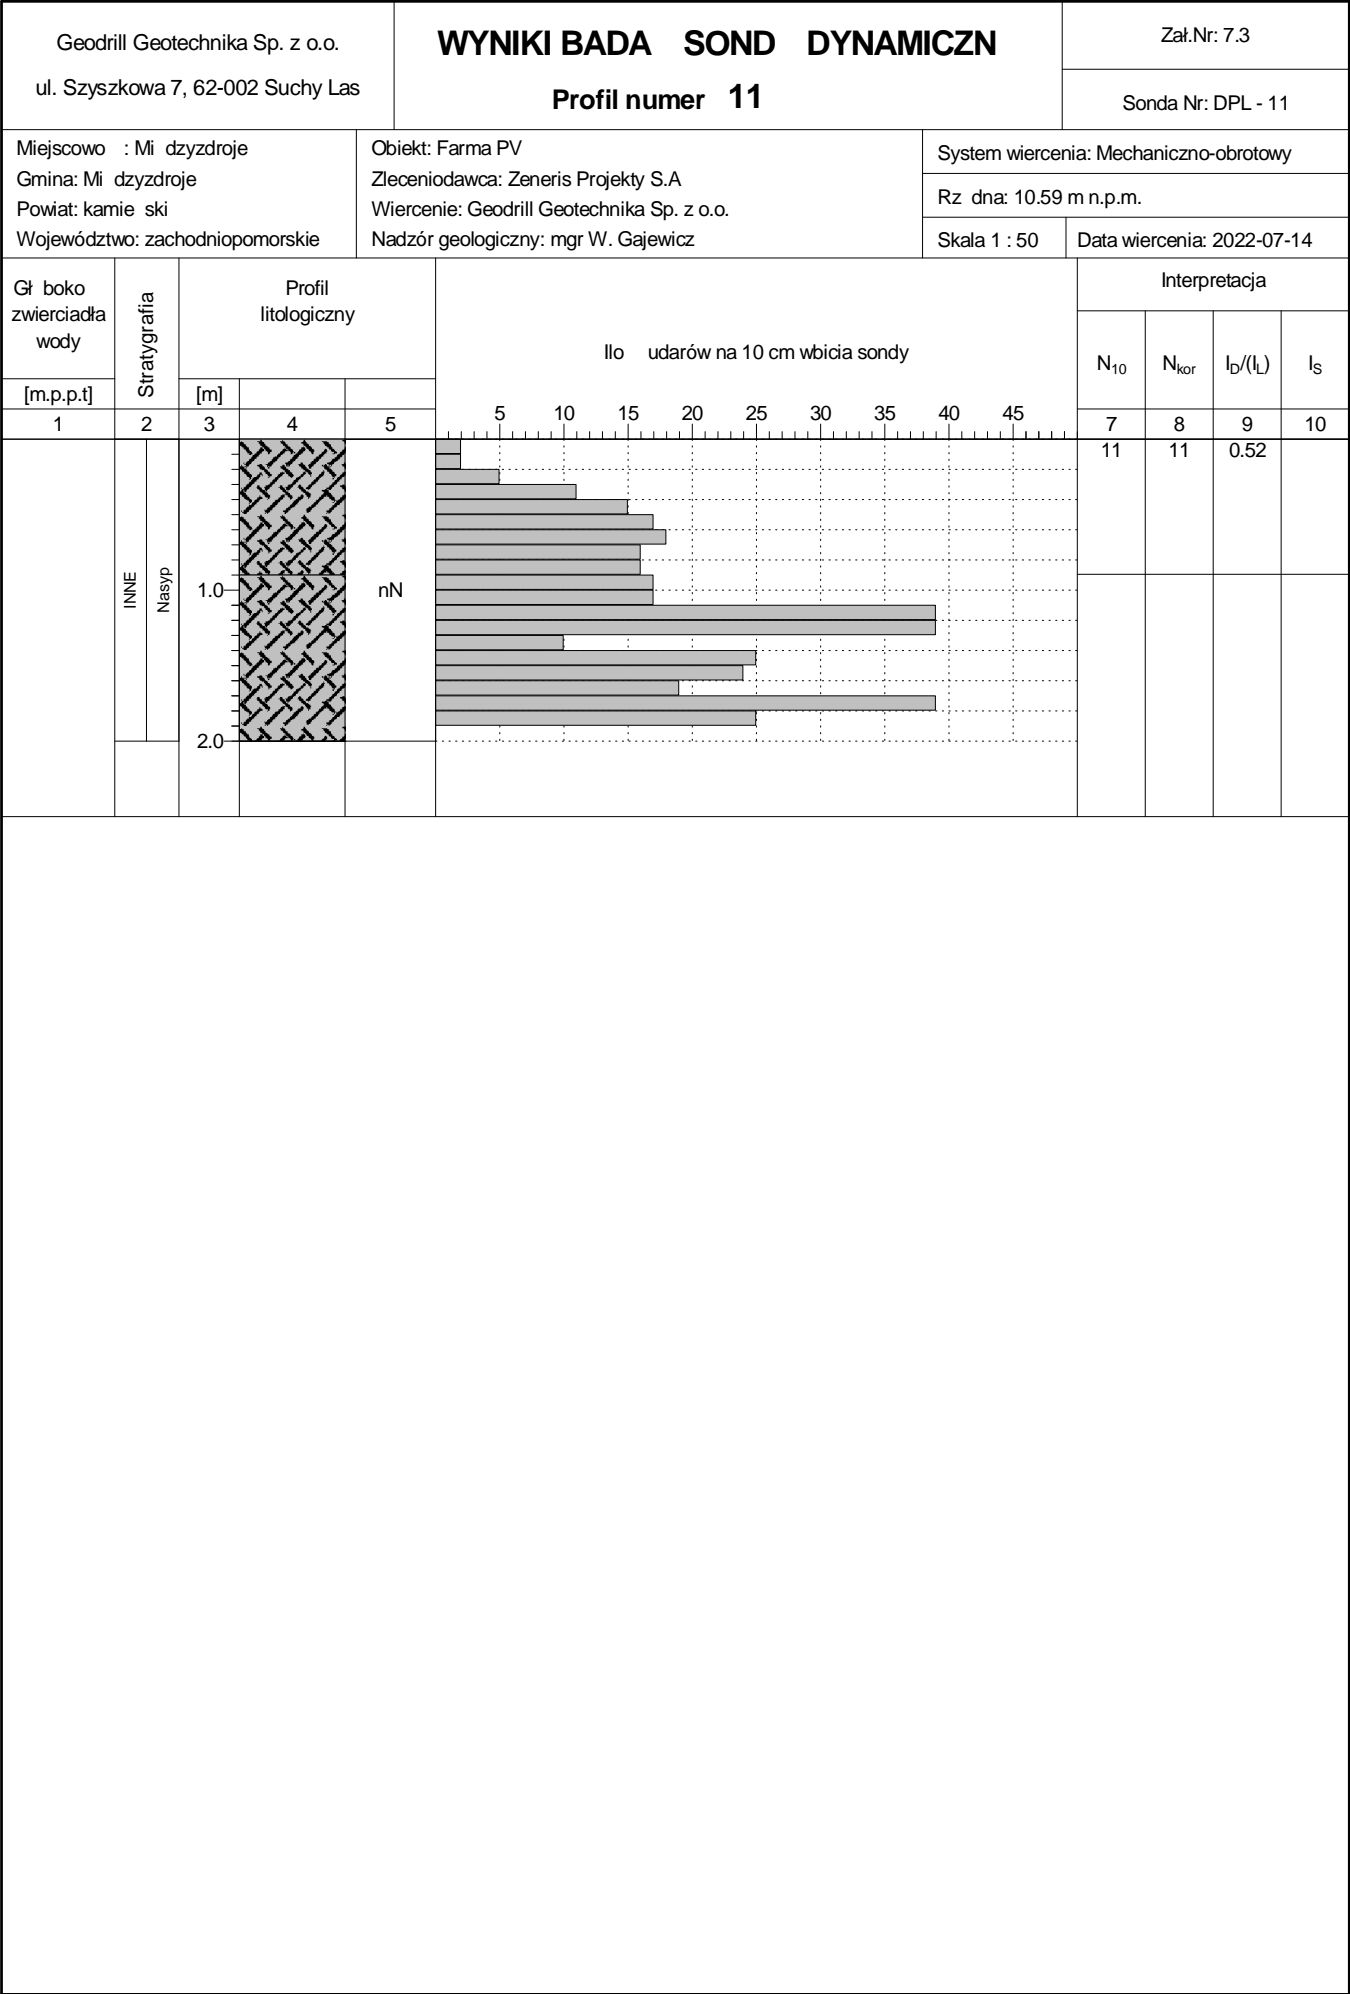 Geodrill Geotechnika Sp. z o.o.
ul. Szyszkowa 7, 62-002 Suchy Las
WYNIKI BADA SOND DYNAMICZN
Profil numer 11
Zał.Nr: 7.3
Sonda Nr: DPL - 11
Miejscowo : Mi dzyzdroje
Gmina: Mi dzyzdroje
Powiat: kamie ski
Województwo: zachodniopomorskie
Obiekt: Farma PV
Zleceniodawca: Zeneris Projekty S.A
Wiercenie: Geodrill Geotechnika Sp. z o.o.
Nadzór geologiczny: mgr W. Gajewicz
System wiercenia: Mechaniczno-obrotowy
Rz dna: 10.59 m n.p.m.
Skala 1 : 50
Data wiercenia: 2022-07-14
Gł boko
zwierciadła
wody
[m.p.p.t]
Stratygrafia
Profil
litologiczny
[m]
Ilo udarów na 10 cm wbicia sondy
Interpretacja
N10 Nkor ID/(IL) IS
5 10 15 20 25 30 35 40 45
1 2 3 4 5 7 8 9 10
11 11 0.52
INNE
Nasyp
1.0
nN
2.0